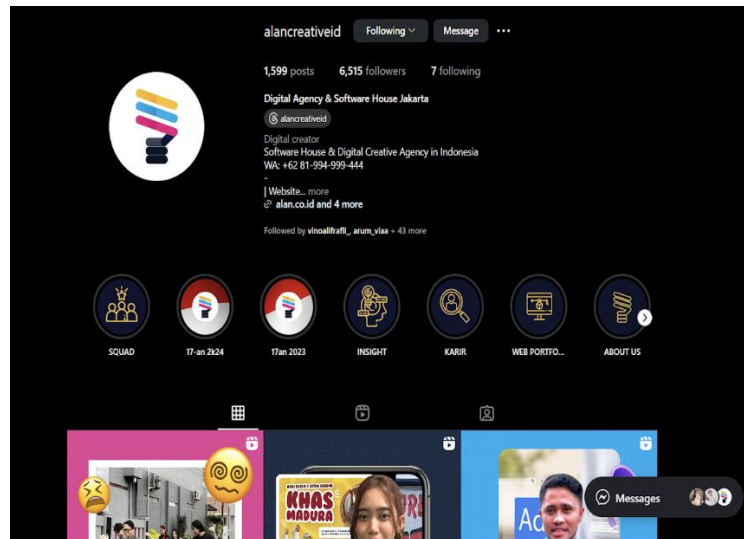 alancreativeid Following Message
1,599 posts 6,515 followers 7 following
Digital Agency & Software House Jakarta
alancreativeid
Digital creator
Software House & Digital Creative Agency in Indonesia
WA: +62 81-994-999-444
-
| Website... more
alan.co.id and 4 more
Followed by vinoalifrafli_, arum_viaa + 43 more
SQUAD 17-an 2k24 17an 2023 INSIGHT KARIR WEB PORTFO... ABOUT US
KHAS
MADURA
Ad
Messages